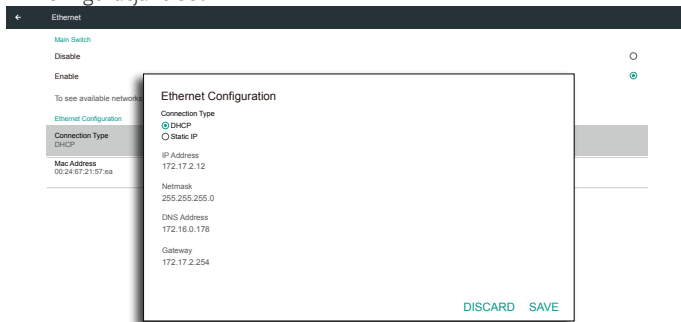 Ethernet
Main Switch
Disable
Enable
To see available networks
Ethernet Configuration
Connection Type
DHCP
Mac Address
00:24:67:21:57:ea
Ethernet Configuration
Connection Type
DHCP
Static IP
IP Address
172.17.2.12
Netmask
255.255.255.0
DNS Address
172.16.0.178
Gateway
172.17.2.254
DISCARD SAVE